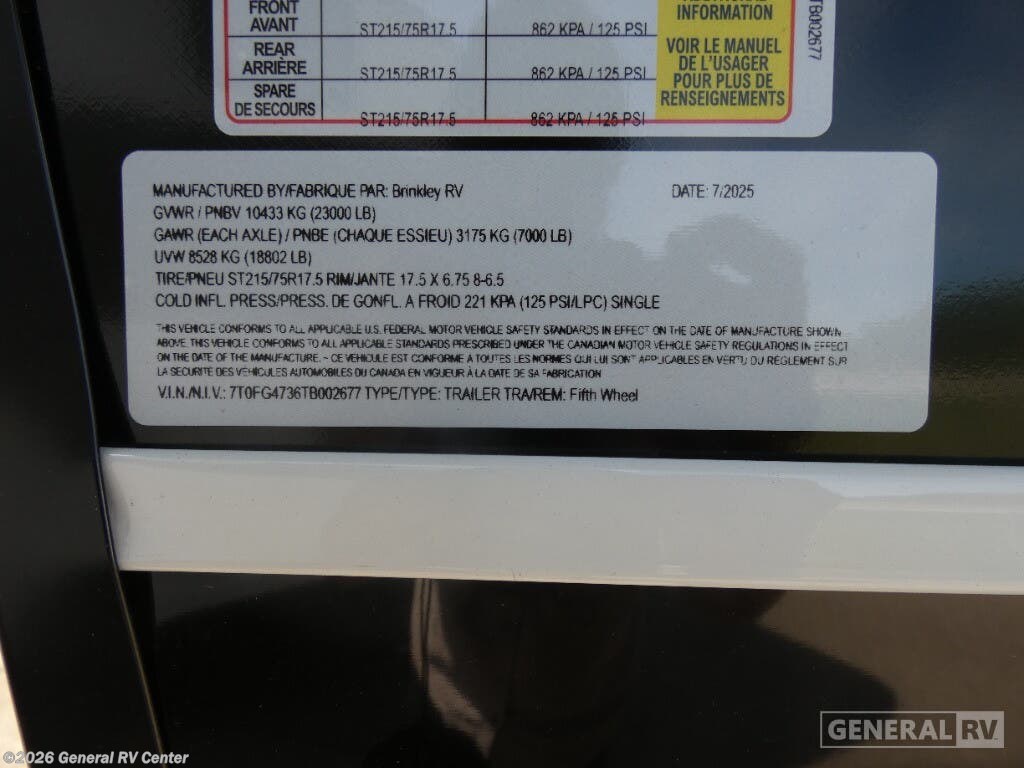 FRONT
AVANT
ST215/75R17.5
862 KPA / 125 PSI
REAR
ARRIÈRE
ST215/75R17.5
862 KPA / 125 PSI
SPARE
DE SECOURS
ST215/75R17.5
862 KPA / 125 PSI
INFORMATION
VOIR LE MANUEL
DE L'USAGER
POUR PLUS DE
RENSEIGNEMENTS
TB002677
MANUFACTURED BY/FABRIQUE PAR: Brinkley RV
DATE: 7/2025
GVWR / PNBV 10433 KG (23000 LB)
GAWR (EACH AXLE) / PNBE (CHAQUE ESSIEU) 3175 KG (7000 LB)
UVW 8528 KG (18802 LB)
TIRE/PNEU ST215/75R17.5 RIM/JANTE 17.5 X 6.75 8-6.5
COLD INFL. PRESS/PRESS. DE GONFL. A FROID 221 KPA (125 PSI/LPC) SINGLE
THIS VEHICLE CONFORMS TO ALL APPLICABLE U.S. FEDERAL MOTOR VEHICLE SAFETY STANDARDS IN EFFECT ON THE DATE OF MANUFACTURE SHOWN
ABOVE. THIS VEHICLE CONFORMS TO ALL APPLICABLE STANDARDS PRESCRIBED UNDER THE CANADIAN MOTOR VEHICLE SAFETY REGULATIONS IN EFFECT
ON THE DATE OF THE MANUFACTURE. ~ CE VEHICULE EST CONFORME A TOUTES LES NORMES QUI LUI SONT APPLICABLES EN VERTU DU REGLEMENT SUR
LA SECURITE DES VEHICULES AUTOMOBILES DU CANADA EN VIGUEUR À LA DATE DE SA FABRICATION
V.I.N./N.I.V.: 7T0FG4736TB002677 TYPE/TYPE: TRAILER TRA/REM: Fifth Wheel
GENERAL RV
©2026 General RV Center